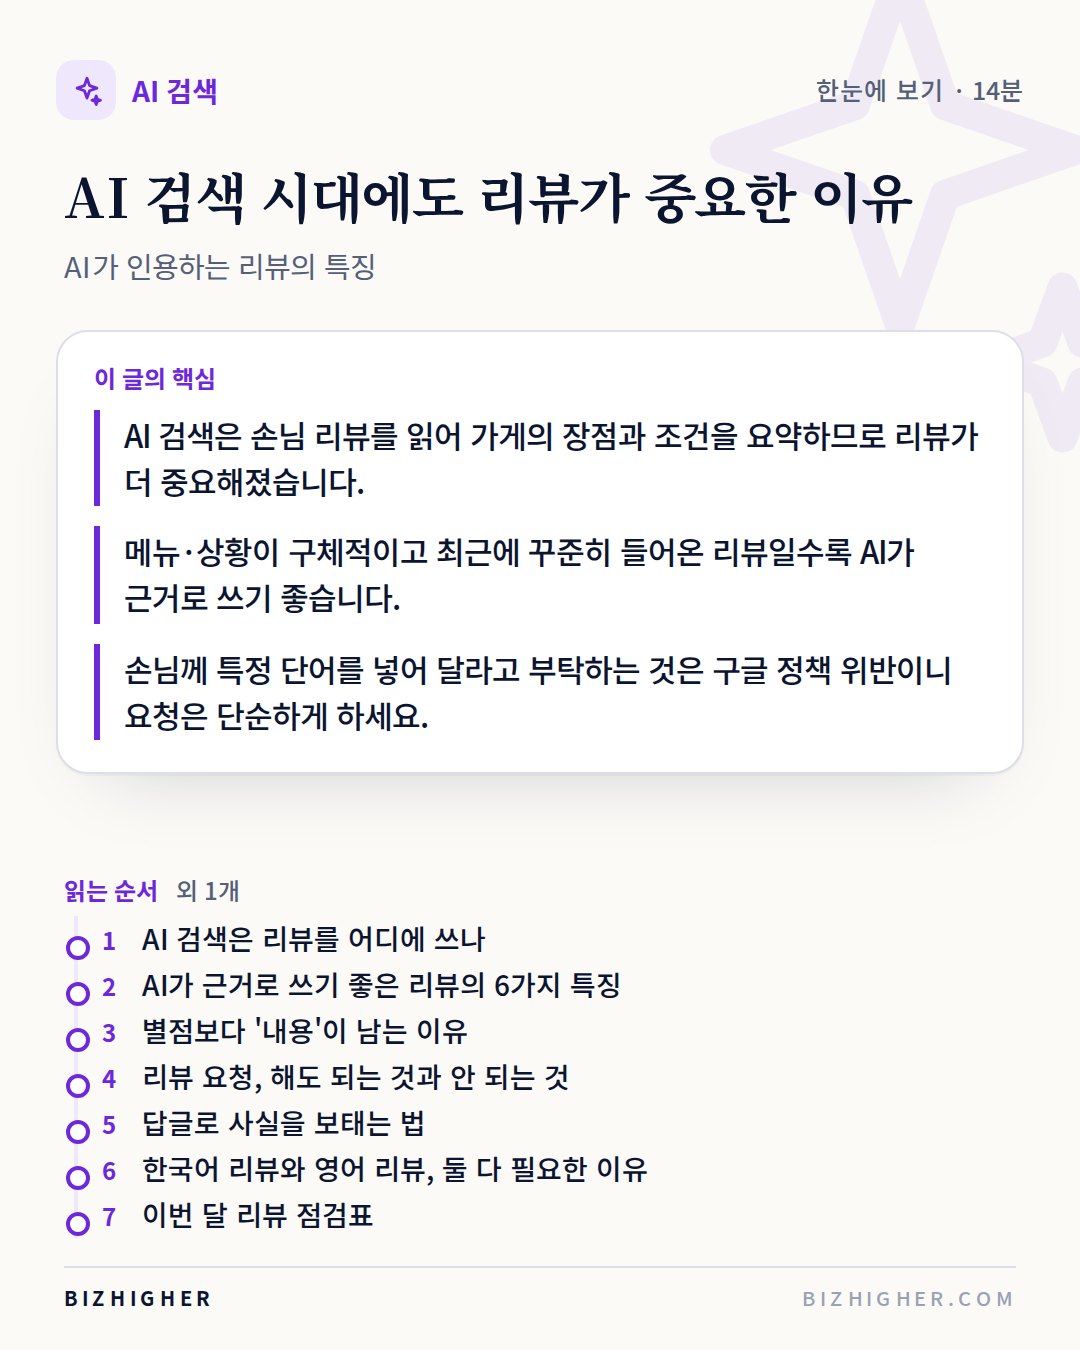 AI 검색
한눈에 보기 · 14분
AI 검색 시대에도 리뷰가 중요한 이유
AI가 인용하는 리뷰의 특징
이 글의 핵심
AI 검색은 손님 리뷰를 읽어 가게의 장점과 조건을 요약하므로 리뷰가
더 중요해졌습니다.
메뉴·상황이 구체적이고 최근에 꾸준히 들어온 리뷰일수록 AI가
근거로 쓰기 좋습니다.
손님께 특정 단어를 넣어 달라고 부탁하는 것은 구글 정책 위반이니
요청은 단순하게 하세요.
읽는 순서 외 1개
1 AI 검색은 리뷰를 어디에 쓰나
2 AI가 근거로 쓰기 좋은 리뷰의 6가지 특징
3 별점보다 '내용'이 남는 이유
4 리뷰 요청, 해도 되는 것과 안 되는 것
5 답글로 사실을 보태는 법
6 한국어 리뷰와 영어 리뷰, 둘 다 필요한 이유
7 이번 달 리뷰 점검표
BIZHIGHER
BIZHIGHER.COM